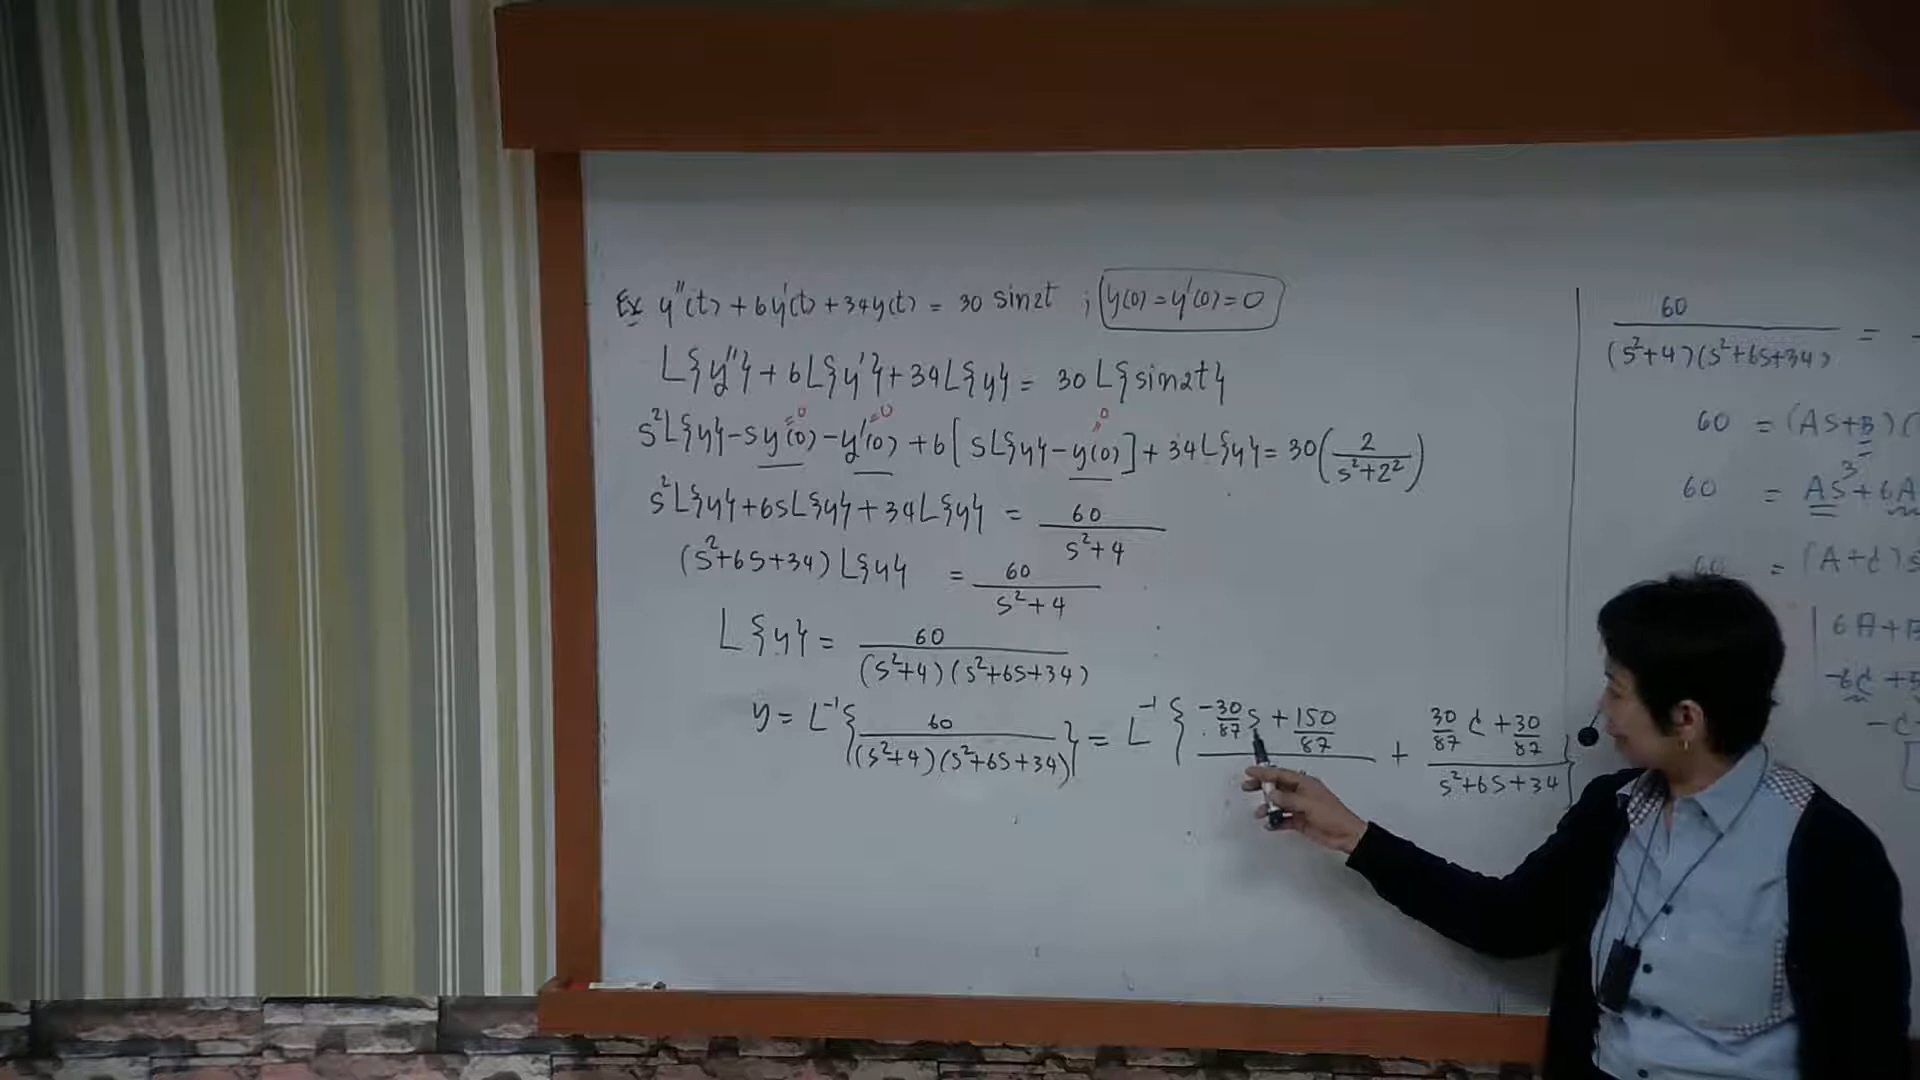 Ex y''(t) + 6y'(t) + 34y(t) = 30 sin2t ; y(0) = y'(0) = 0
L{y''} + 6L{y'} + 34L{y} = 30 L{sin2t}
=0 =0 =0
s²L{y} - sy(0) - y'(0) + 6[sL{y} - y(0)] + 34L{y} = 30(2/(s²+2²))
s²L{y} + 6sL{y} + 34L{y} = 60/(s²+4)
(s²+6s+34) L{y} = 60/(s²+4)
L{y} = 60/((s²+4)(s²+6s+34))
y = L⁻¹{60/((s²+4)(s²+6s+34))} = L⁻¹{(-30/87 s + 150/87)/ + (30/87 s + 30/87)/(s²+6s+34)}
60/((s²+4)(s²+6s+34)) =
60 = (As+B)(
60 = As³ + 6A
60 = (A+C)s
6A+B
-6C +
-C